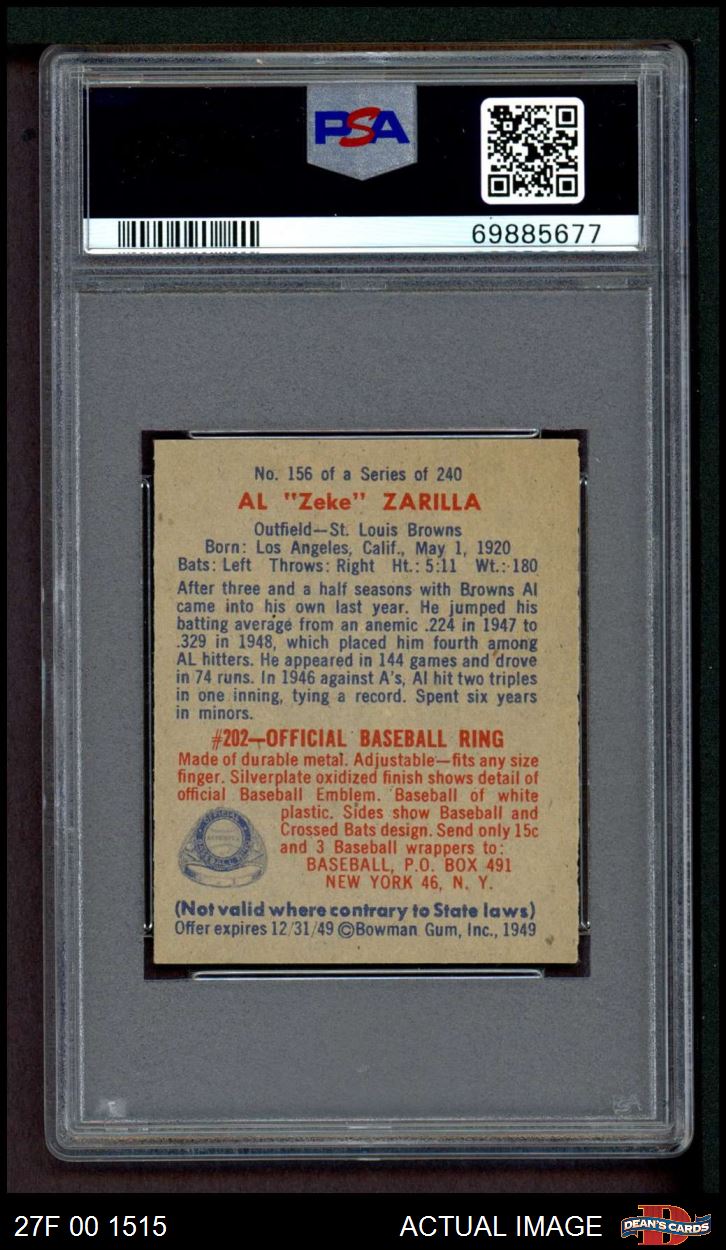 PSA
69885677
No. 156 of a Series of 240
AL "Zeke" ZARILLA
Outfield—St. Louis Browns
Born: Los Angeles, Calif., May 1, 1920
Bats: Left Throws: Right Ht.: 5:11 Wt.: 180
After three and a half seasons with Browns Al
came into his own last year. He jumped his
batting average from an anemic .224 in 1947 to
.329 in 1948, which placed him fourth among
AL hitters. He appeared in 144 games and drove
in 74 runs. In 1946 against A's, Al hit two triples
in one inning, tying a record. Spent six years
in minors.
#202—OFFICIAL BASEBALL RING
Made of durable metal. Adjustable—fits any size
finger. Silverplate oxidized finish shows detail of
official Baseball Emblem. Baseball of white
plastic. Sides show Baseball and
Crossed Bats design. Send only 15c
and 3 Baseball wrappers to:
BASEBALL, P.O. BOX 491
NEW YORK 46, N. Y.
(Not valid where contrary to State laws)
Offer expires 12/31/49 ©Bowman Gum, Inc., 1949
27F 00 1515
ACTUAL IMAGE
DEAN'S CARDS